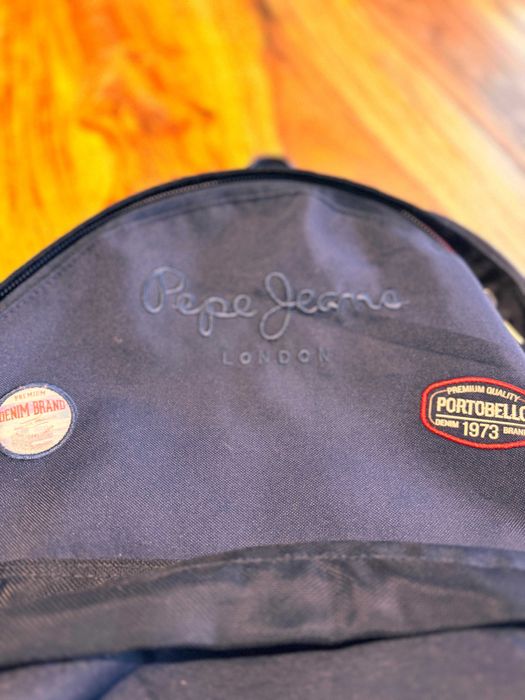 Pepe Jeans
LONDON
PREMIUM
DENIM BRAND
PREMIUM QUALITY
PORTOBELLO
DENIM 1973 BRAND